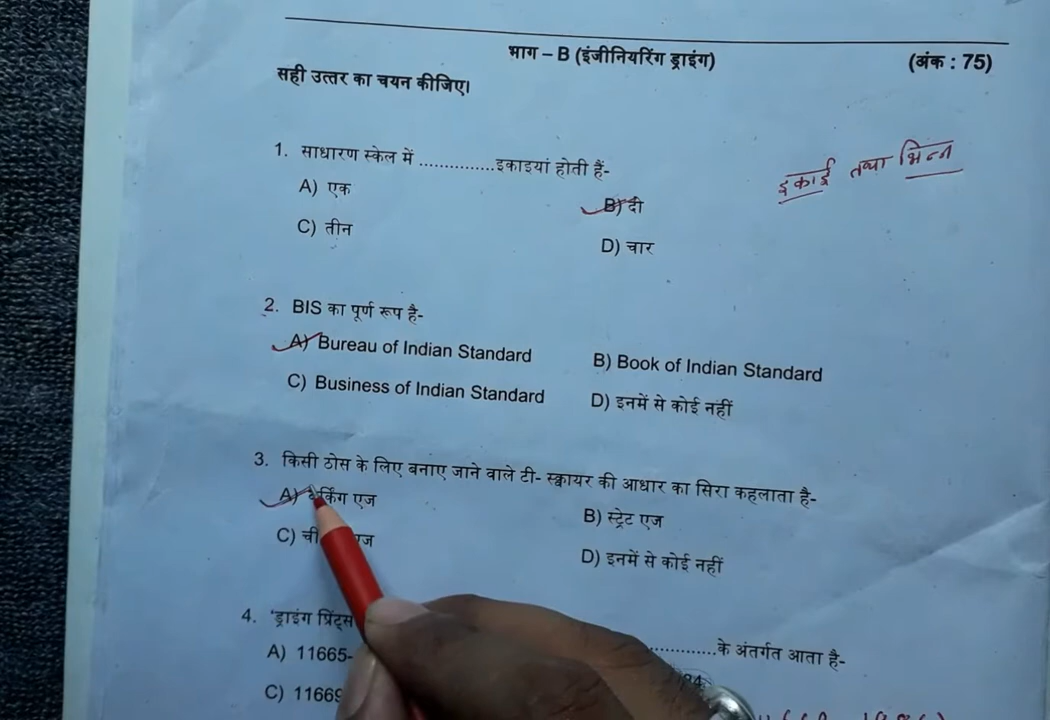 भाग – B (इंजीनियरिंग ड्राइंग) (अंक : 75)
सही उत्तर का चयन कीजिए।
1. साधारण स्केल में ..............इकाइयां होती हैं-
इकाई तथा भिन्न
A) एक B) दी
C) तीन D) चार
2. BIS का पूर्ण रूप है-
A) Bureau of Indian Standard B) Book of Indian Standard
C) Business of Indian Standard D) इनमें से कोई नहीं
3. किसी ठोस के लिए बनाए जाने वाले टी- स्क्वायर की आधार का सिरा कहलाता है-
A) एज B) स्ट्रेट एज
C) D) इनमें से कोई नहीं
4. 'ड्राइंग प्रिंट्स ............के अंतर्गत आता है-
A) 11665-
C) 11669